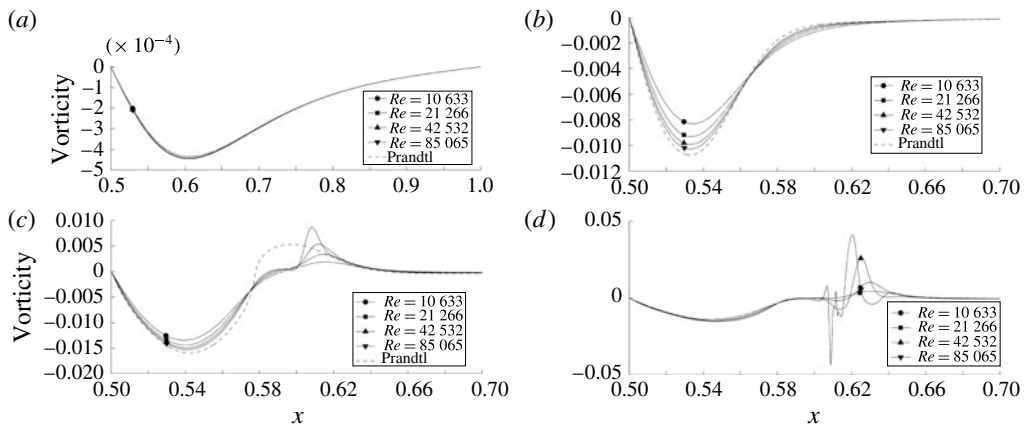 (a)
(× 10⁻⁴)
0
−1
−2
−3
−4
−5
Vorticity
0.5 0.6 0.7 0.8 0.9 1.0
Re = 10 633
Re = 21 266
Re = 42 532
Re = 85 065
Prandtl
(b)
0
−0.002
−0.004
−0.006
−0.008
−0.010
−0.012
0.50 0.54 0.58 0.62 0.66 0.70
Re = 10 633
Re = 21 266
Re = 42 532
Re = 85 065
Prandtl
(c)
0.010
0.005
0
−0.005
−0.010
−0.015
−0.020
Vorticity
0.50 0.54 0.58 0.62 0.66 0.70
x
Re = 10 633
Re = 21 266
Re = 42 532
Re = 85 065
Prandtl
(d)
0.05
0
−0.05
0.50 0.54 0.58 0.62 0.66 0.70
x
Re = 10 633
Re = 21 266
Re = 42 532
Re = 85 065